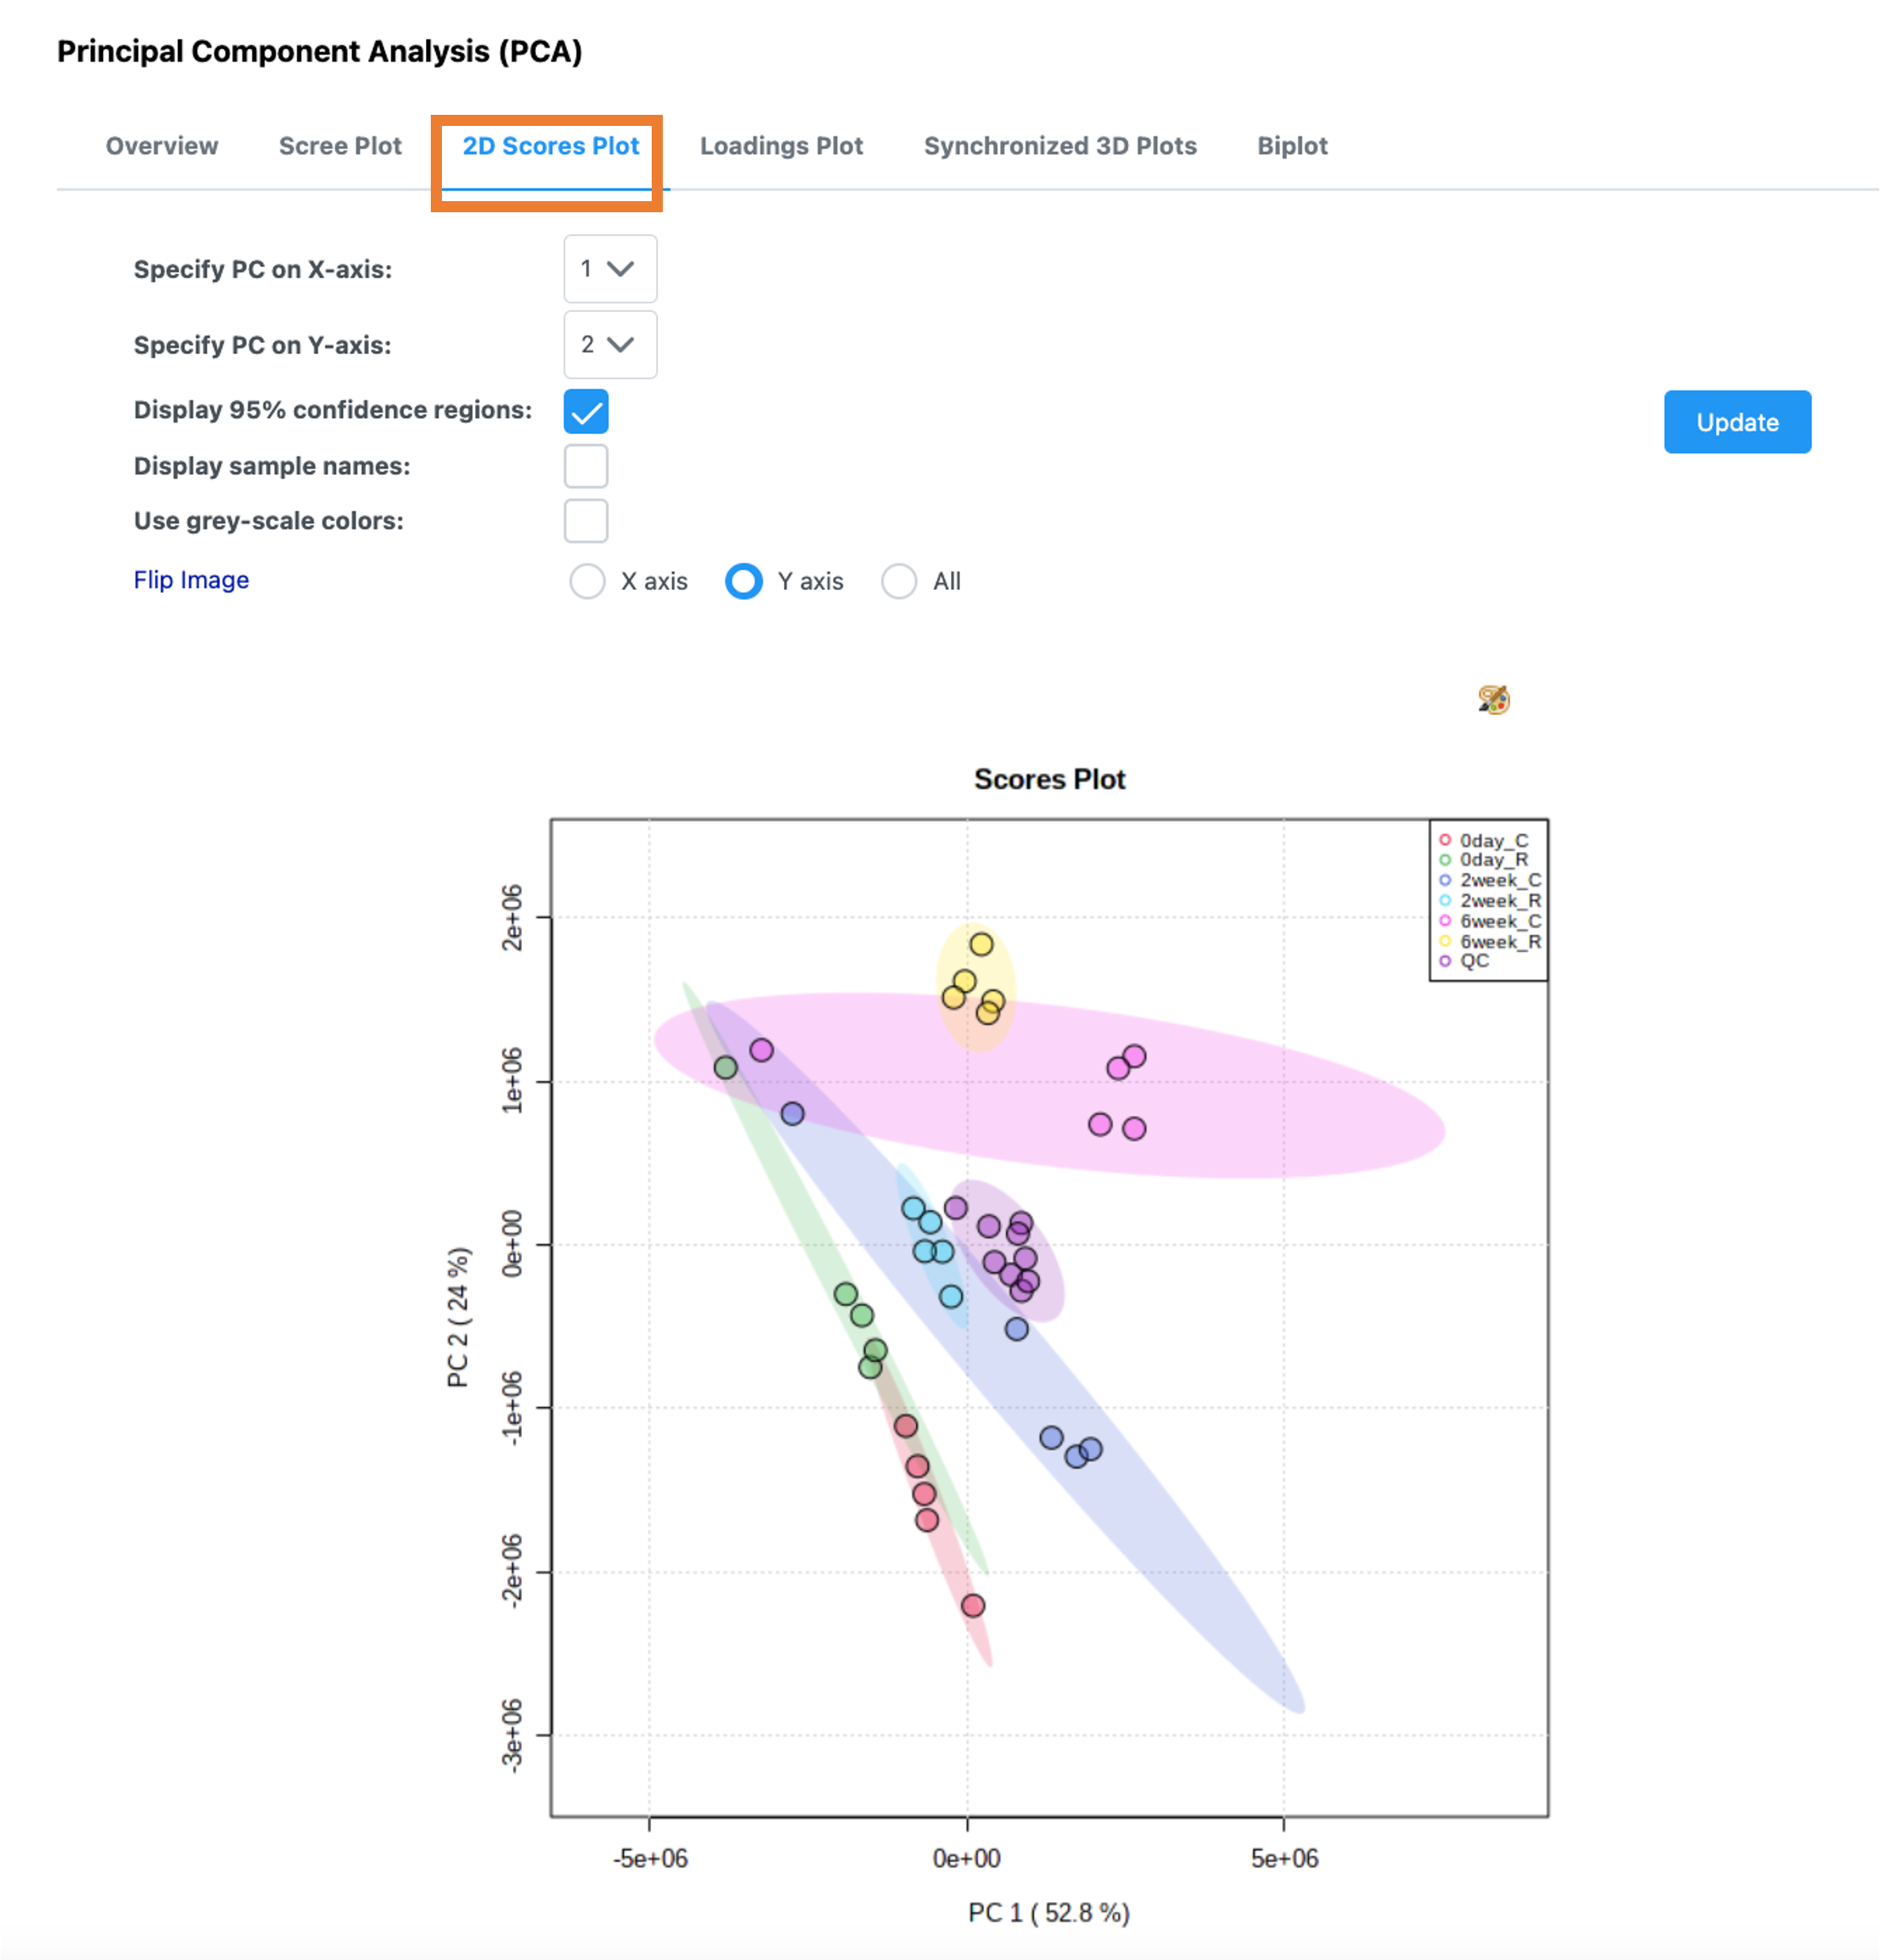 Principal Component Analysis (PCA)
Overview Scree Plot 2D Scores Plot Loadings Plot Synchronized 3D Plots Biplot
Specify PC on X-axis: 1
Specify PC on Y-axis: 2
Display 95% confidence regions:
Update
Display sample names:
Use grey-scale colors:
Flip Image X axis Y axis All
Scores Plot
0day_C
0day_R
2week_C
2week_R
6week_C
6week_R
QC
PC 2 ( 24 %)
2e+06
1e+06
0e+00
-1e+06
-2e+06
-3e+06
-5e+06 0e+00 5e+06
PC 1 ( 52.8 %)